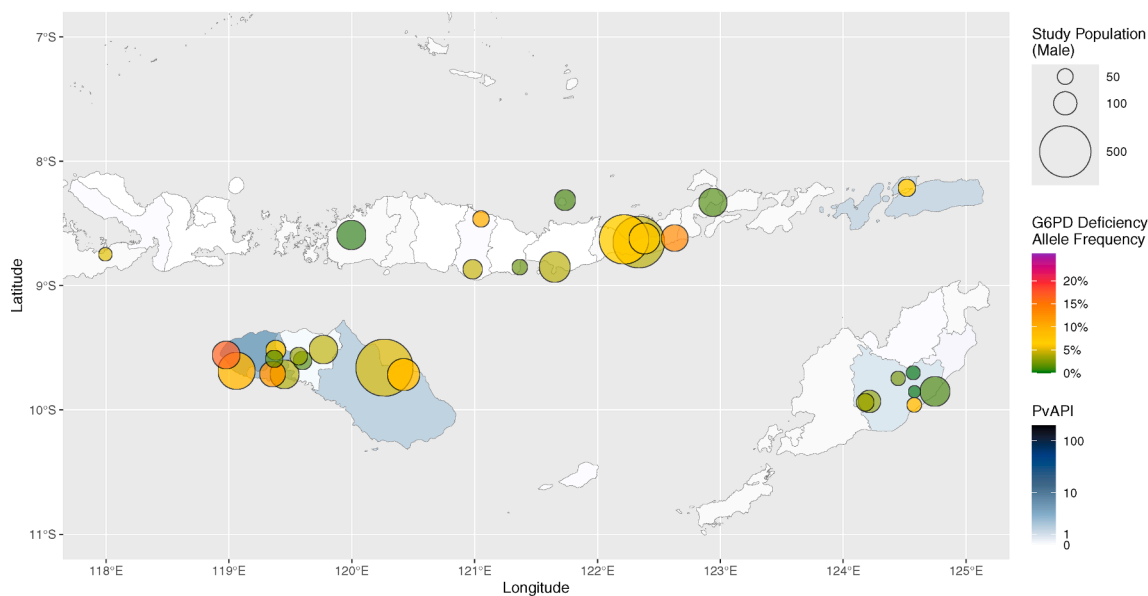 7°S
8°S
9°S
10°S
11°S
Latitude
118°E
119°E
120°E
121°E
122°E
123°E
124°E
125°E
Longitude
Study Population
(Male)
50
100
500
G6PD Deficiency
Allele Frequency
20%
15%
10%
5%
0%
PvAPI
100
10
1
0